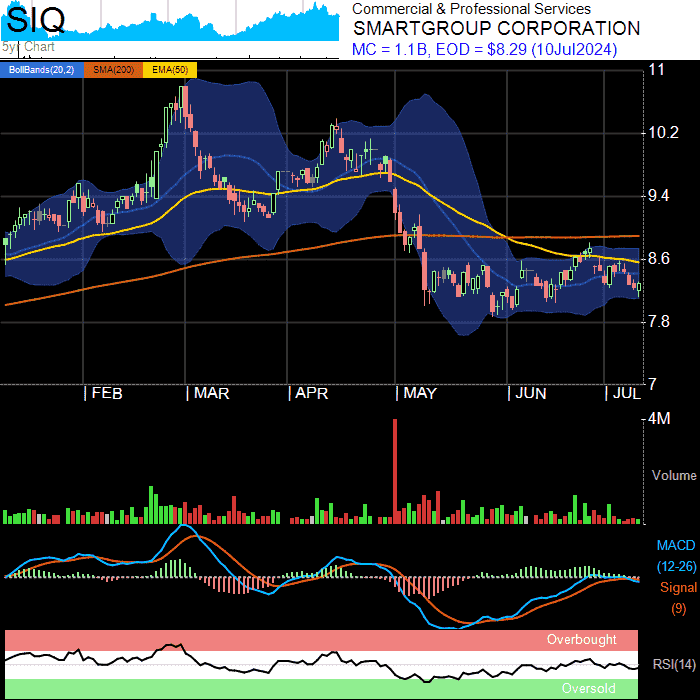 SIQ
5yr Chart
Commercial & Professional Services
SMARTGROUP CORPORATION
MC = 1.1B, EOD = $8.29 (10Jul2024)
BollBands(20,2) SMA(200) EMA(50)
11
10.2
9.4
8.6
7.8
7
FEB MAR APR MAY JUN JUL
4M
Volume
MACD
(12-26)
Signal
(9)
Overbought
RSI(14)
Oversold